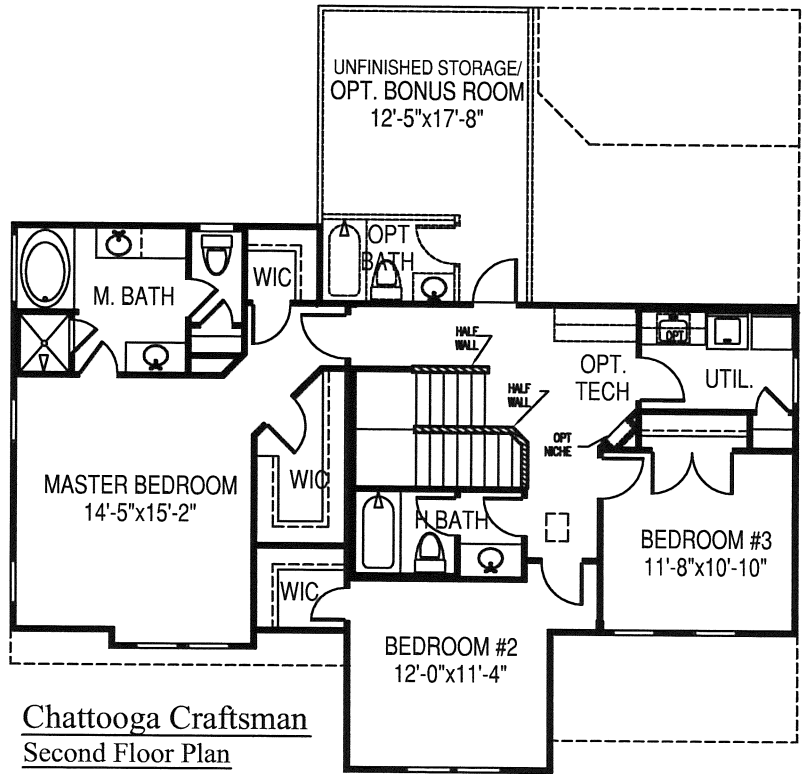 UNFINISHED STORAGE/
OPT. BONUS ROOM
12'-5"x17'-8"
OPT
BATH
WIC
M. BATH
HALF
WALL
OPT
OPT.
TECH
UTIL.
HALF
WALL
OPT
NICHE
MASTER BEDROOM
14'-5"x15'-2"
WIC
H.BATH
BEDROOM #3
11'-8"x10'-10"
WIC
BEDROOM #2
12'-0"x11'-4"
Chattooga Craftsman
Second Floor Plan